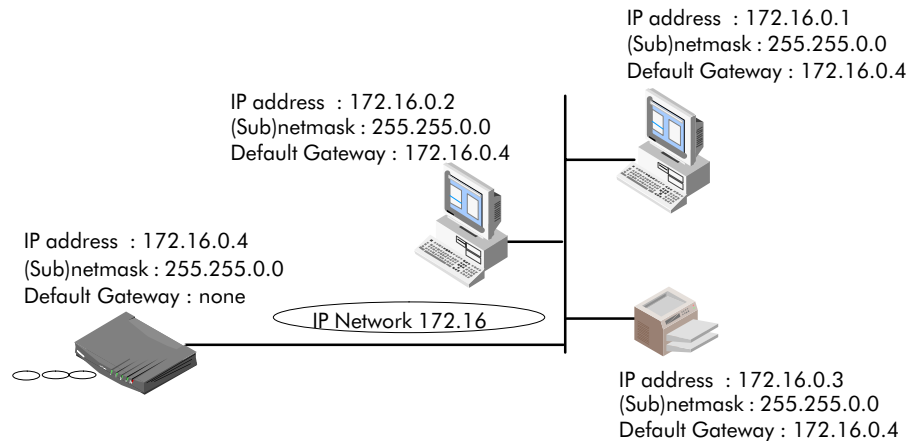 IP address : 172.16.0.1
(Sub)netmask : 255.255.0.0
Default Gateway : 172.16.0.4
IP address : 172.16.0.2
(Sub)netmask : 255.255.0.0
Default Gateway : 172.16.0.4
IP address : 172.16.0.4
(Sub)netmask : 255.255.0.0
Default Gateway : none
IP Network 172.16
IP address : 172.16.0.3
(Sub)netmask : 255.255.0.0
Default Gateway : 172.16.0.4